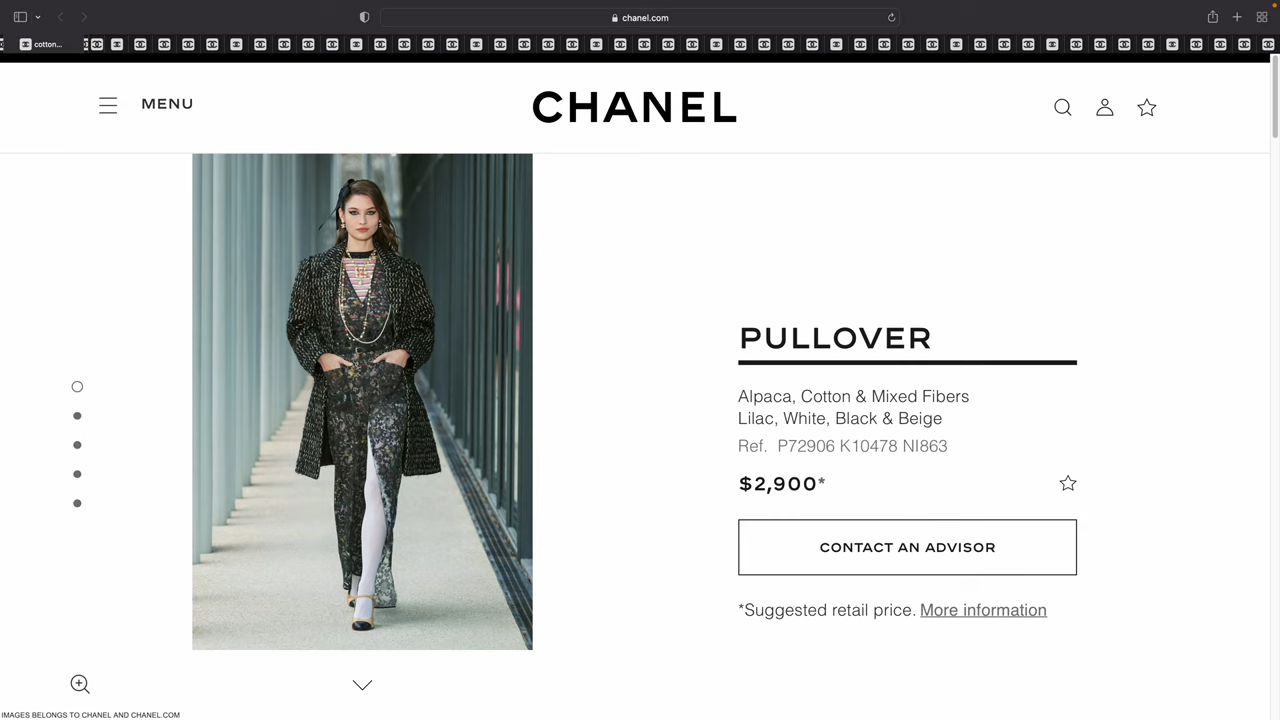 chanel.com
cotton...
MENU
CHANEL
PULLOVER
Alpaca, Cotton & Mixed Fibers
Lilac, White, Black & Beige
Ref. P72906 K10478 NI863
$2,900*
CONTACT AN ADVISOR
*Suggested retail price. More information
IMAGES BELONGS TO CHANEL AND CHANEL.COM